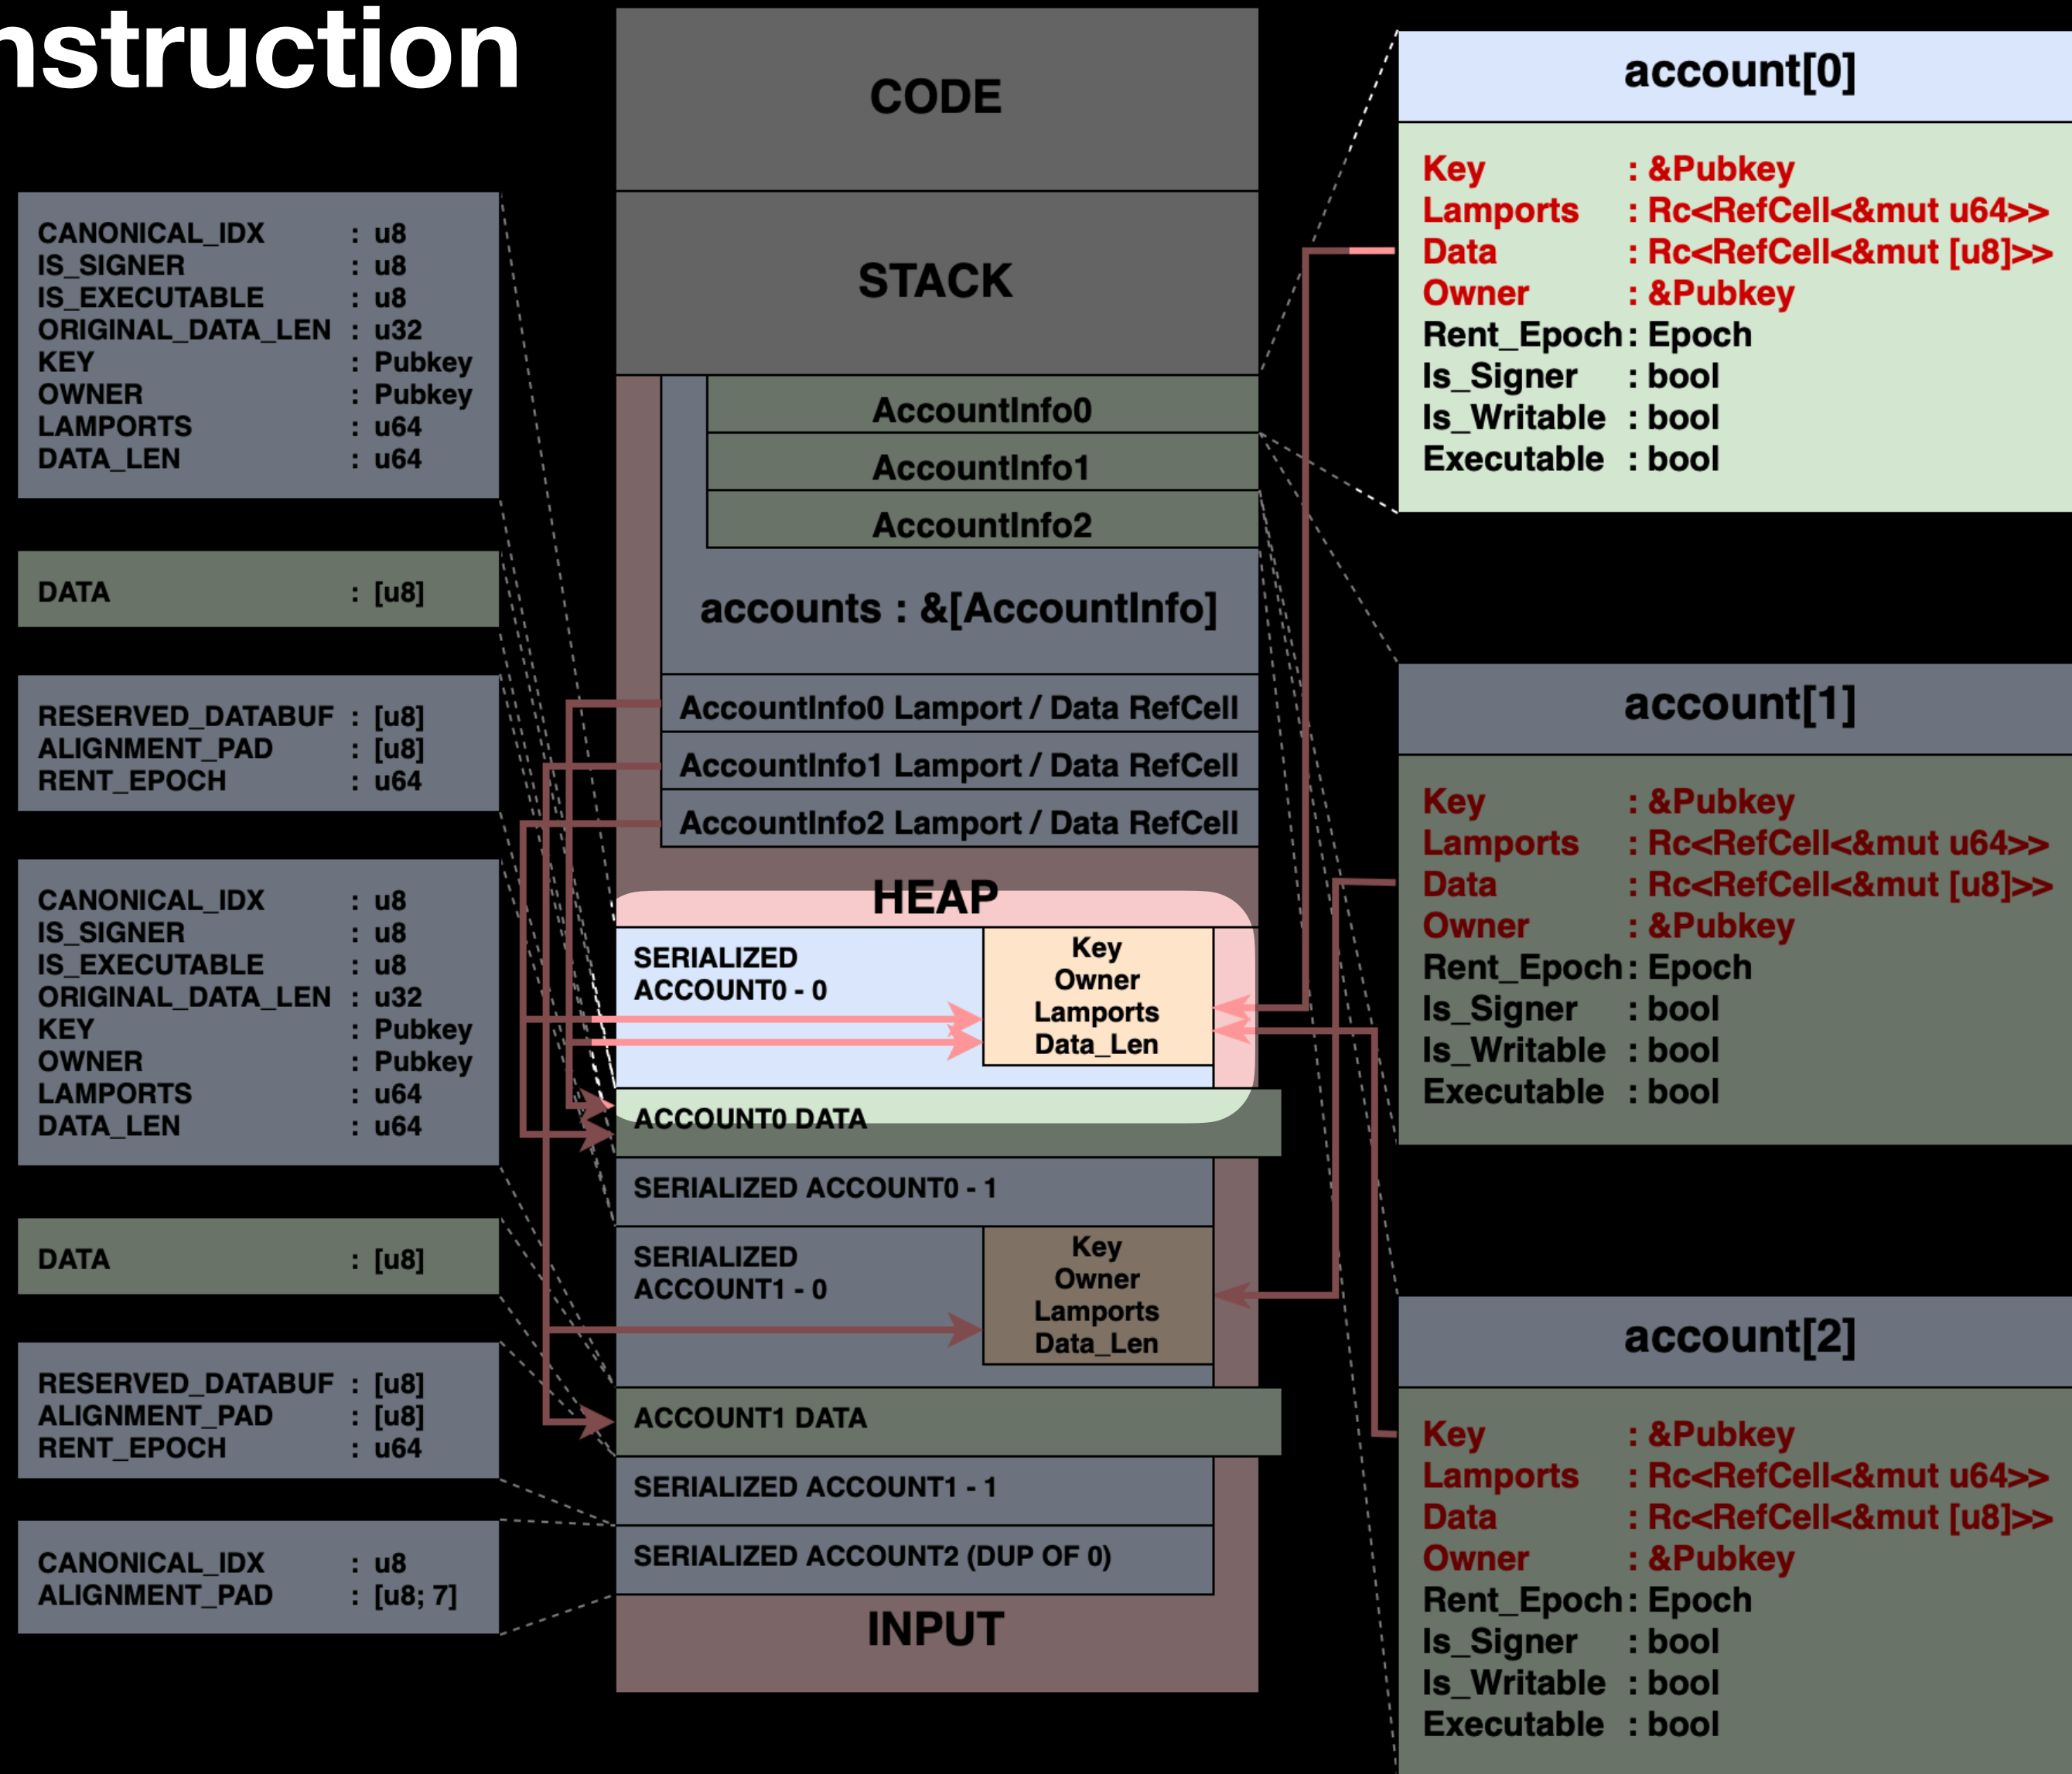 nstruction
CANONICAL_IDX : u8
IS_SIGNER : u8
IS_EXECUTABLE : u8
ORIGINAL_DATA_LEN : u32
KEY : Pubkey
OWNER : Pubkey
LAMPORTS : u64
DATA_LEN : u64
DATA : [u8]
RESERVED_DATABUF : [u8]
ALIGNMENT_PAD : [u8]
RENT_EPOCH : u64
CANONICAL_IDX : u8
IS_SIGNER : u8
IS_EXECUTABLE : u8
ORIGINAL_DATA_LEN : u32
KEY : Pubkey
OWNER : Pubkey
LAMPORTS : u64
DATA_LEN : u64
DATA : [u8]
RESERVED_DATABUF : [u8]
ALIGNMENT_PAD : [u8]
RENT_EPOCH : u64
CANONICAL_IDX : u8
ALIGNMENT_PAD : [u8; 7]
CODE
STACK
AccountInfo0
AccountInfo1
AccountInfo2
accounts : &[AccountInfo]
AccountInfo0 Lamport / Data RefCell
AccountInfo1 Lamport / Data RefCell
AccountInfo2 Lamport / Data RefCell
HEAP
SERIALIZED
ACCOUNT0 - 0
Key
Owner
Lamports
Data_Len
ACCOUNT0 DATA
SERIALIZED ACCOUNT0 - 1
SERIALIZED
ACCOUNT1 - 0
Key
Owner
Lamports
Data_Len
ACCOUNT1 DATA
SERIALIZED ACCOUNT1 - 1
SERIALIZED ACCOUNT2 (DUP OF 0)
INPUT
account[0]
Key : &Pubkey
Lamports : Rc<RefCell<&mut u64>>
Data : Rc<RefCell<&mut [u8]>>
Owner : &Pubkey
Rent_Epoch : Epoch
Is_Signer : bool
Is_Writable : bool
Executable : bool
account[1]
Key : &Pubkey
Lamports : Rc<RefCell<&mut u64>>
Data : Rc<RefCell<&mut [u8]>>
Owner : &Pubkey
Rent_Epoch : Epoch
Is_Signer : bool
Is_Writable : bool
Executable : bool
account[2]
Key : &Pubkey
Lamports : Rc<RefCell<&mut u64>>
Data : Rc<RefCell<&mut [u8]>>
Owner : &Pubkey
Rent_Epoch : Epoch
Is_Signer : bool
Is_Writable : bool
Executable : bool